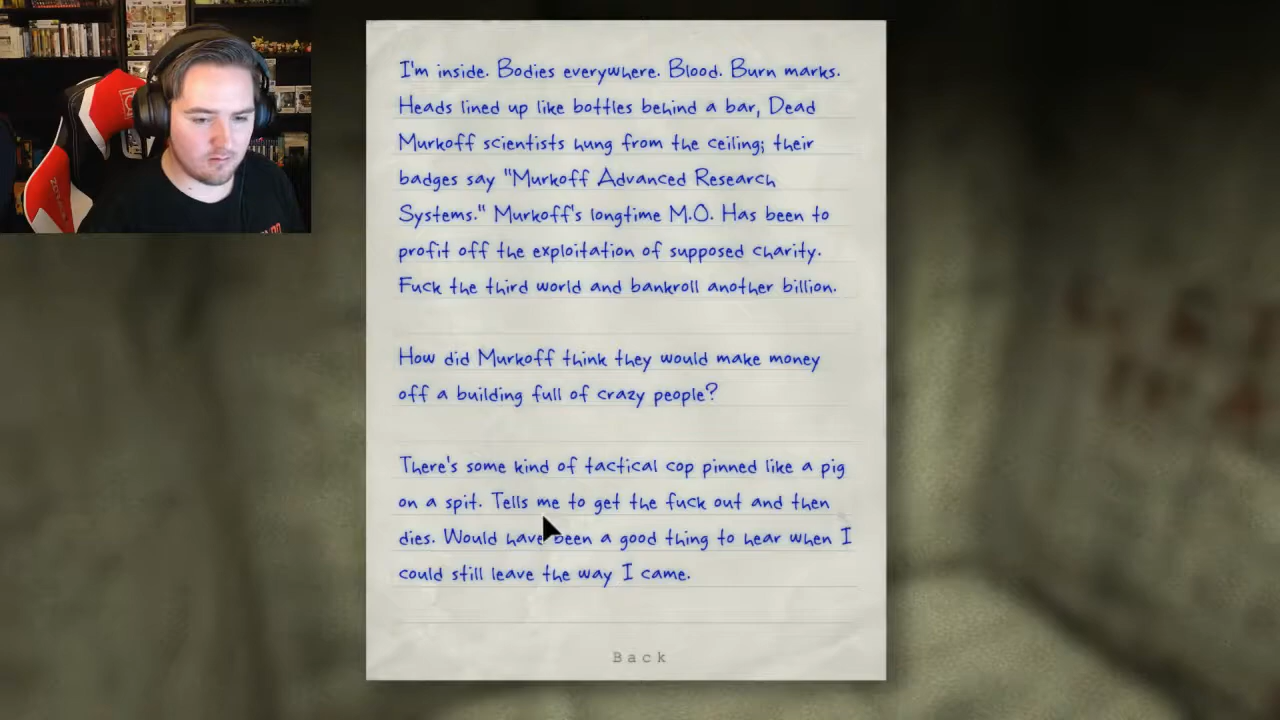 I'm inside. Bodies everywhere. Blood. Burn marks.
Heads lined up like bottles behind a bar, Dead
Murkoff scientists hung from the ceiling; their
badges say "Murkoff Advanced Research
Systems." Murkoff's longtime M.O. Has been to
profit off the exploitation of supposed charity.
Fuck the third world and bankroll another billion.
How did Murkoff think they would make money
off a building full of crazy people?
There's some kind of tactical cop pinned like a pig
on a spit. Tells me to get the fuck out and then
dies. Would have been a good thing to hear when I
could still leave the way I came.
Back